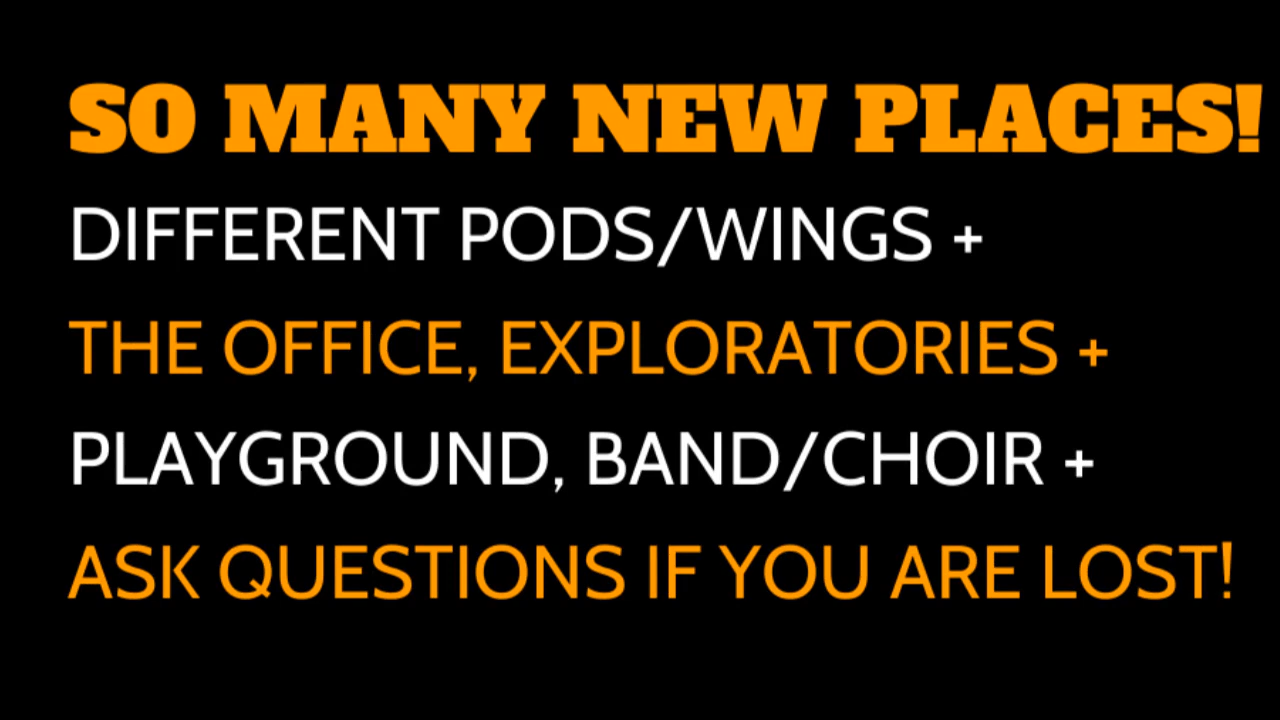 SO MANY NEW PLACES!
DIFFERENT PODS/WINGS +
THE OFFICE, EXPLORATORIES +
PLAYGROUND, BAND/CHOIR +
ASK QUESTIONS IF YOU ARE LOST!